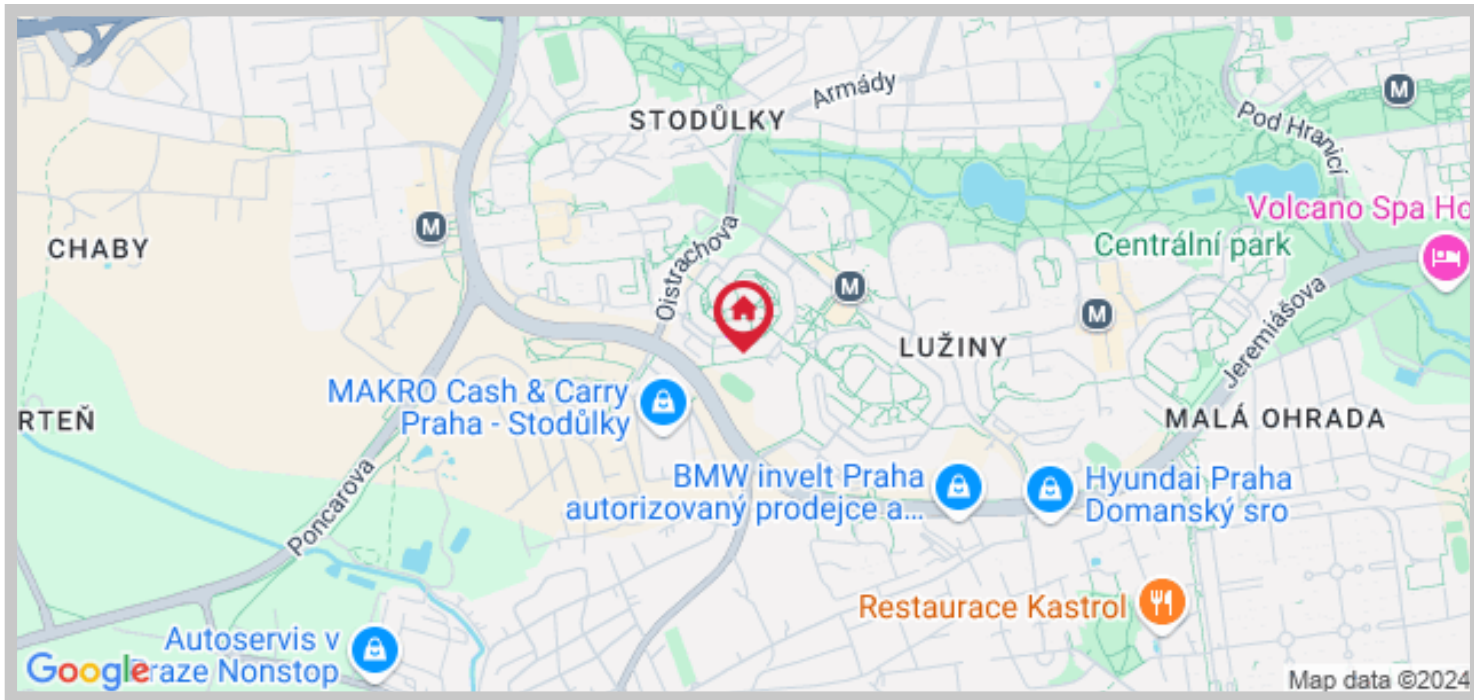 Armády
STODŮLKY
M
Pod Hranicí
Volcano Spa Ho
M
CHABY
Oistrachova
Centrální park
M
M
Jeremiášova
LUŽINY
MAKRO Cash & Carry
Praha - Stodůlky
RTEŇ
MALÁ OHRADA
BMW invelt Praha
autorizovaný prodejce a...
Hyundai Praha
Domanský sro
Poncarova
Restaurace Kastrol
Autoservis v
raze Nonstop
Google
Map data ©2024